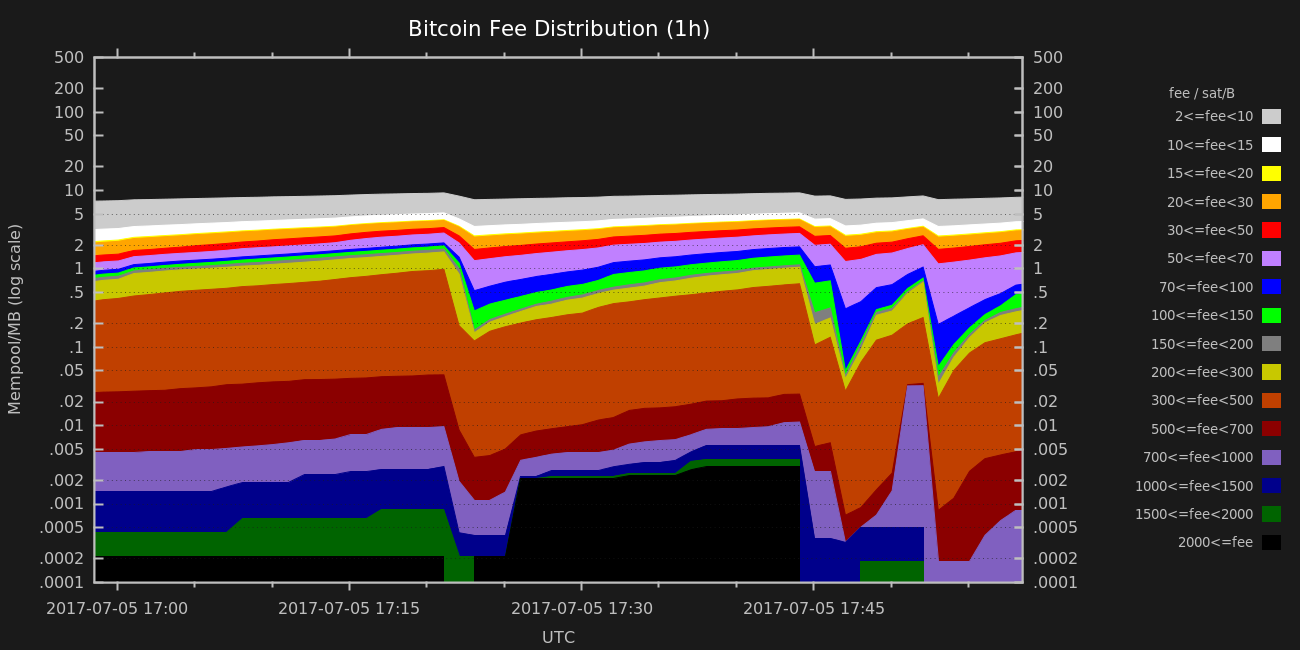 Bitcoin Fee Distribution (1h)
Mempool/MB (log scale)
500
200
100
50
20
10
5
2
1
.5
.2
.1
.05
.02
.01
.005
.002
.001
.0005
.0002
.0001
500
200
100
50
20
10
5
2
1
.5
.2
.1
.05
.02
.01
.005
.002
.001
.0005
.0002
.0001
2017-07-05 17:00
2017-07-05 17:15
2017-07-05 17:30
2017-07-05 17:45
UTC
fee / sat/B
2<=fee<10
10<=fee<15
15<=fee<20
20<=fee<30
30<=fee<50
50<=fee<70
70<=fee<100
100<=fee<150
150<=fee<200
200<=fee<300
300<=fee<500
500<=fee<700
700<=fee<1000
1000<=fee<1500
1500<=fee<2000
2000<=fee